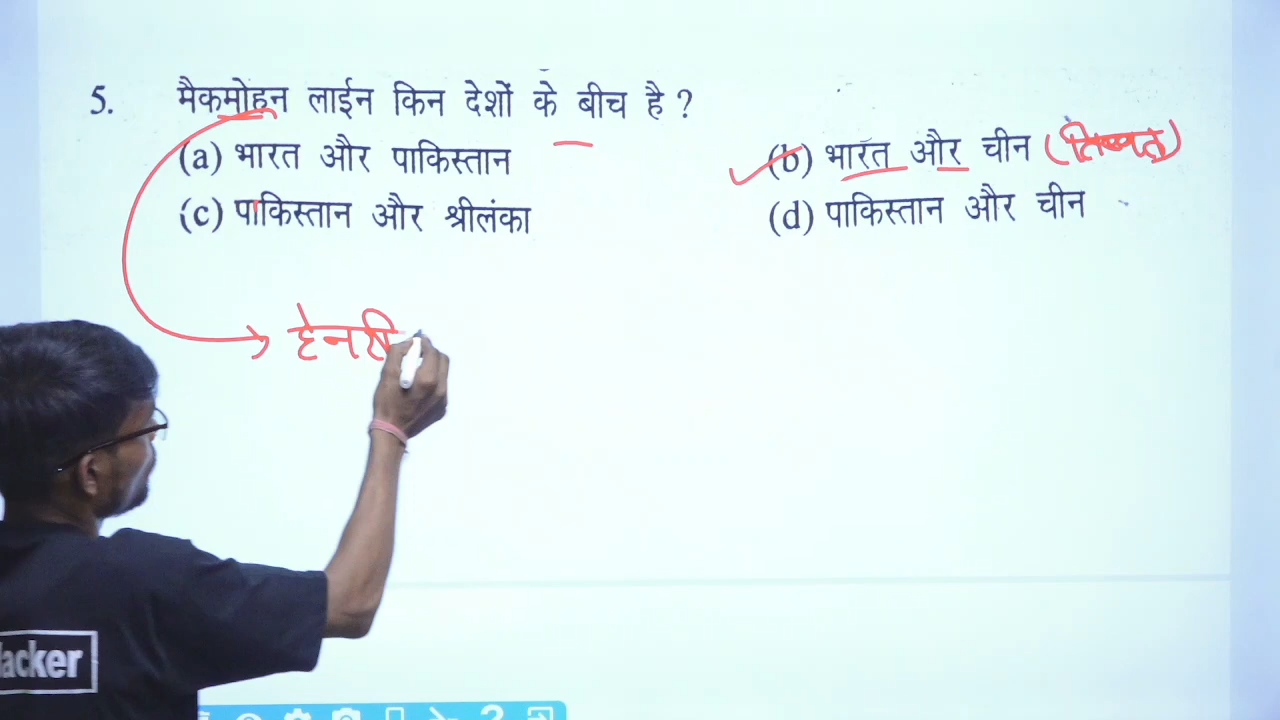 5. मैकमोहन लाईन किन देशों के बीच है ?
(a) भारत और पाकिस्तान
(b) भारत और चीन (तिब्बत)
(c) पाकिस्तान और श्रीलंका
(d) पाकिस्तान और चीन
हेनरी
acker